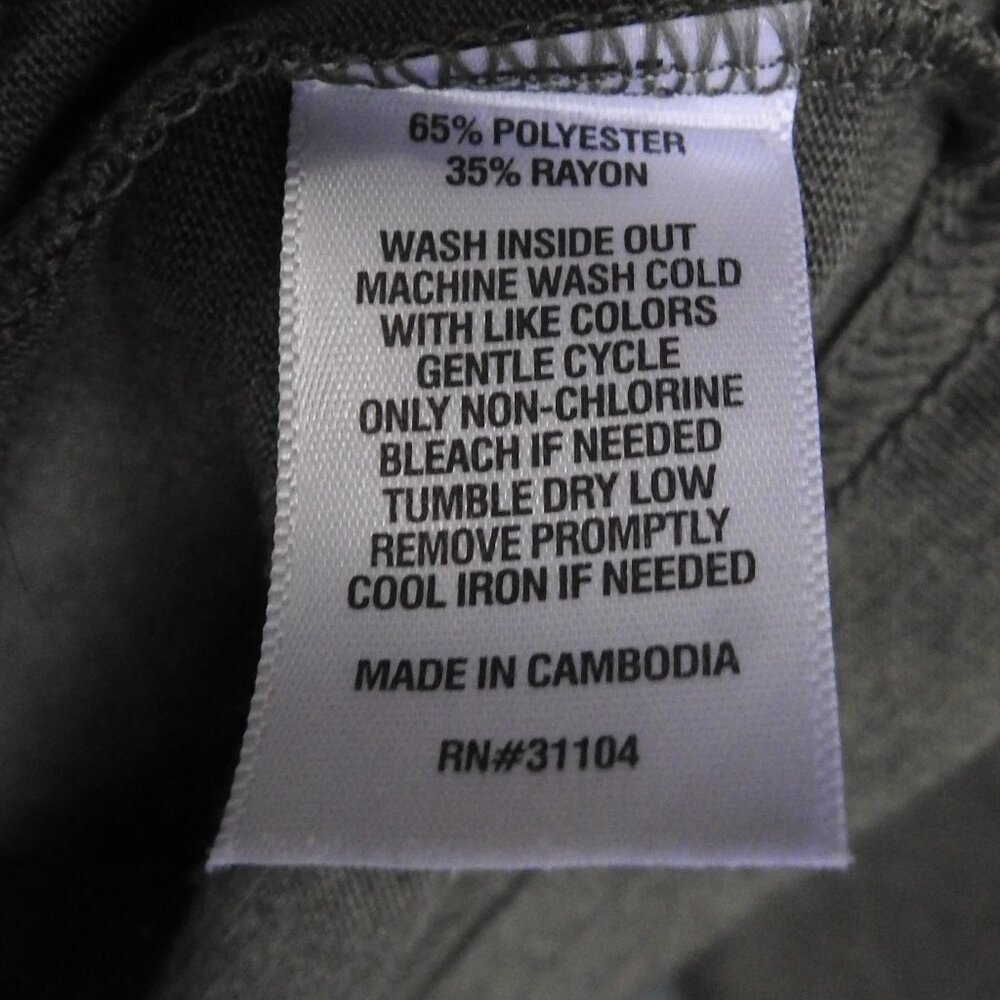 65% POLYESTER
35% RAYON
WASH INSIDE OUT
MACHINE WASH COLD
WITH LIKE COLORS
GENTLE CYCLE
ONLY NON-CHLORINE
BLEACH IF NEEDED
TUMBLE DRY LOW
REMOVE PROMPTLY
COOL IRON IF NEEDED
MADE IN CAMBODIA
RN#31104